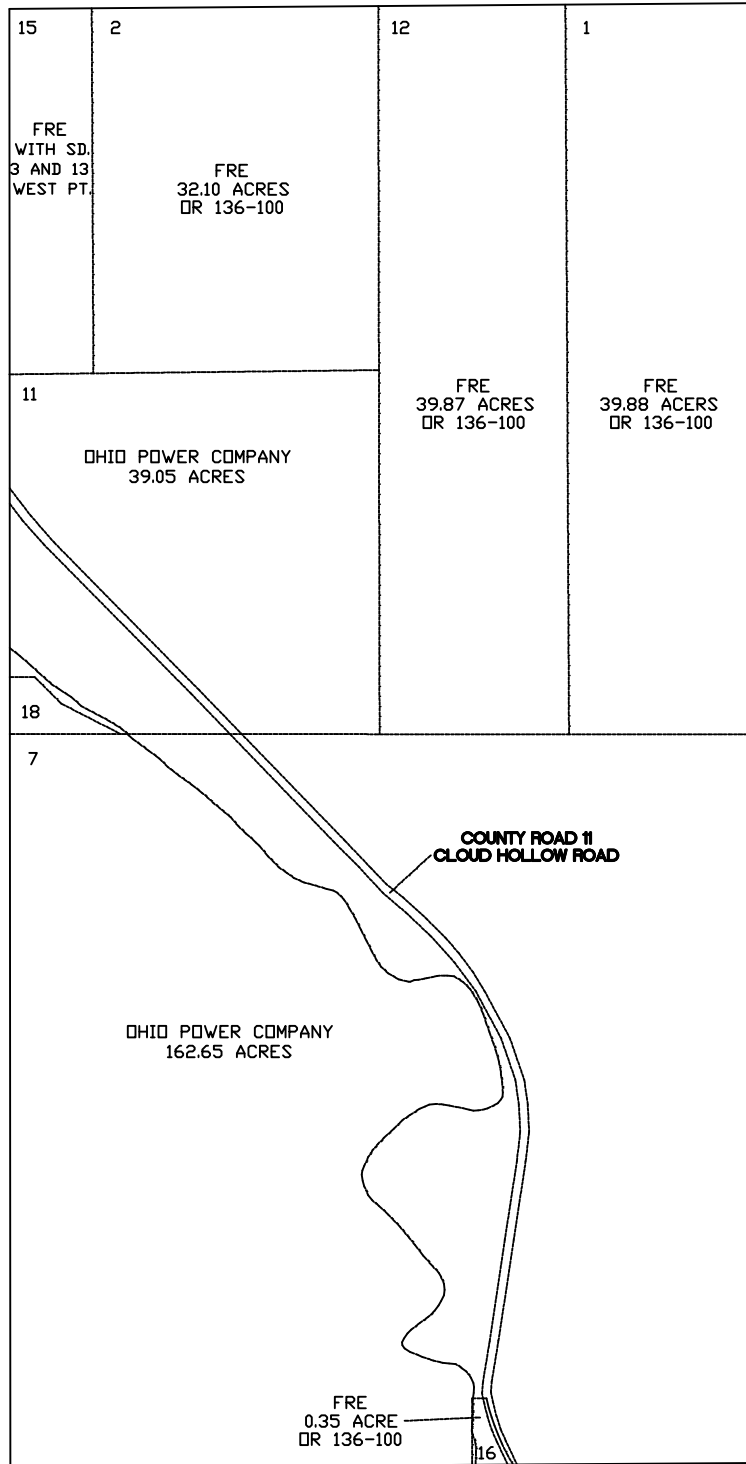 15
2
12
1
FRE
WITH SD.
3 AND 13
WEST PT.
FRE
32.10 ACRES
OR 136-100
FRE
39.87 ACRES
OR 136-100
FRE
39.88 ACERS
OR 136-100
11
OHIO POWER COMPANY
39.05 ACRES
18
7
COUNTY ROAD 11
CLOUD HOLLOW ROAD
OHIO POWER COMPANY
162.65 ACRES
FRE
0.35 ACRE
OR 136-100
16